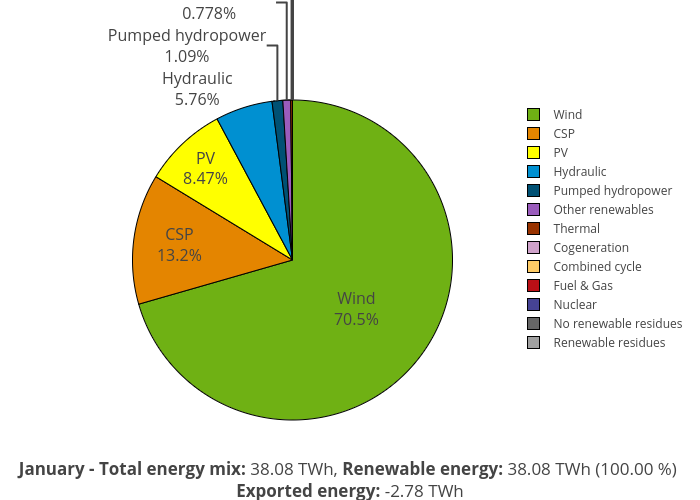 0.778%
Pumped hydropower
1.09%
Hydraulic
5.76%
PV
8.47%
CSP
13.2%
Wind
70.5%
Wind
CSP
PV
Hydraulic
Pumped hydropower
Other renewables
Thermal
Cogeneration
Combined cycle
Fuel & Gas
Nuclear
No renewable residues
Renewable residues
January - Total energy mix: 38.08 TWh, Renewable energy: 38.08 TWh (100.00 %)
Exported energy: -2.78 TWh